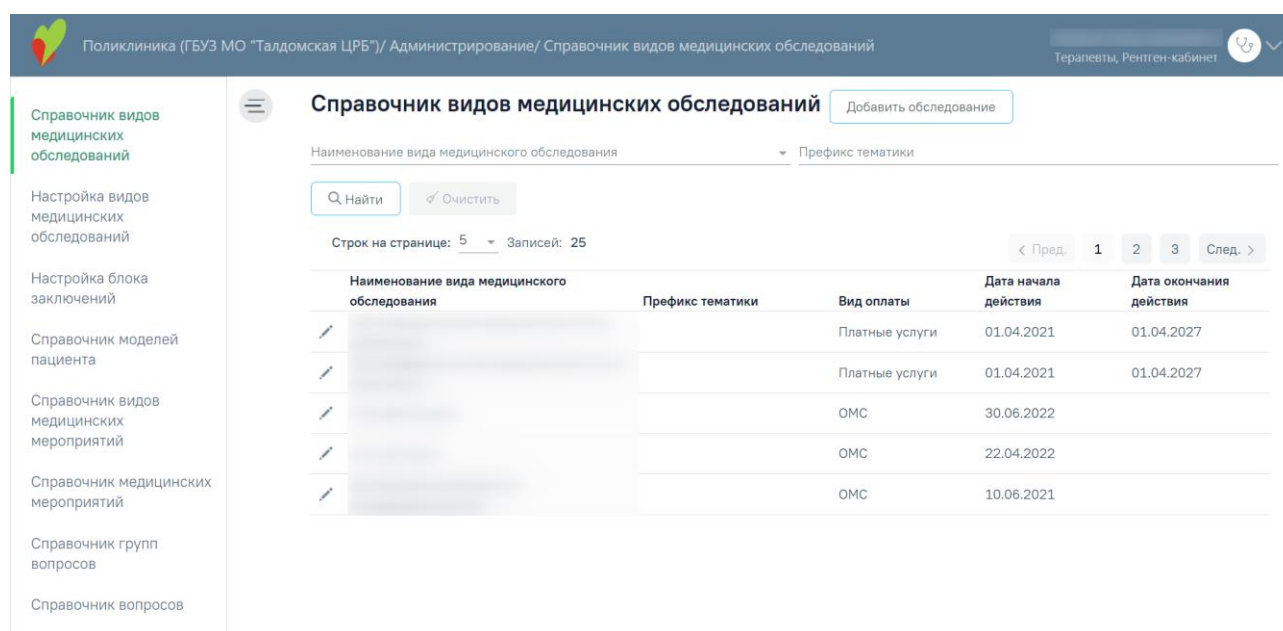 Поликлиника (ГБУЗ МО "Талдомская ЦРБ")/ Администрирование/ Справочник видов медицинских обследований
Терапевты, Рентген-кабинет
Справочник видов
медицинских
обследований
Настройка видов
медицинских
обследований
Настройка блока
заключений
Справочник моделей
пациента
Справочник видов
медицинских
мероприятий
Справочник медицинских
мероприятий
Справочник групп
вопросов
Справочник вопросов
Справочник видов медицинских обследований
Добавить обследование
Наименование вида медицинского обследования
Префикс тематики
Найти
Очистить
Строк на странице: 5 Записей: 25
< Пред. 1 2 3 След. >
Наименование вида медицинского
обследования
Префикс тематики
Вид оплаты
Дата начала
действия
Дата окончания
действия
Платные услуги 01.04.2021 01.04.2027
Платные услуги 01.04.2021 01.04.2027
ОМС 30.06.2022
ОМС 22.04.2022
ОМС 10.06.2021